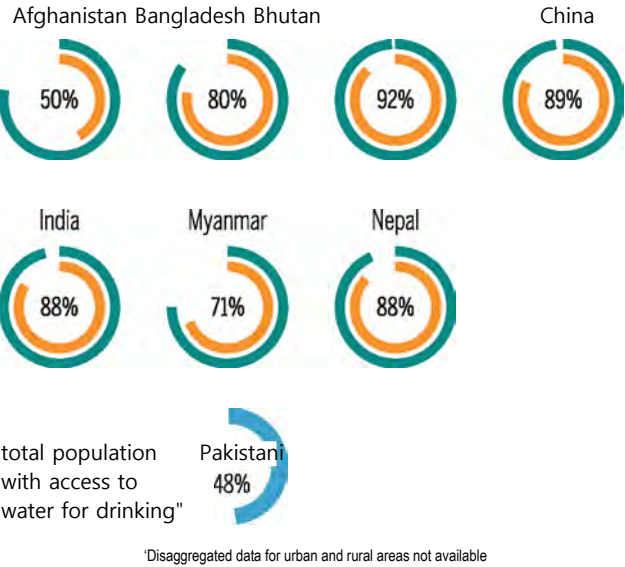 Afghanistan Bangladesh Bhutan China
50% 80% 92% 89%
India Myanmar Nepal
88% 71% 88%
total population
with access to
water for drinking"
Pakistani
48%
‘Disaggregated data for urban and rural areas not available